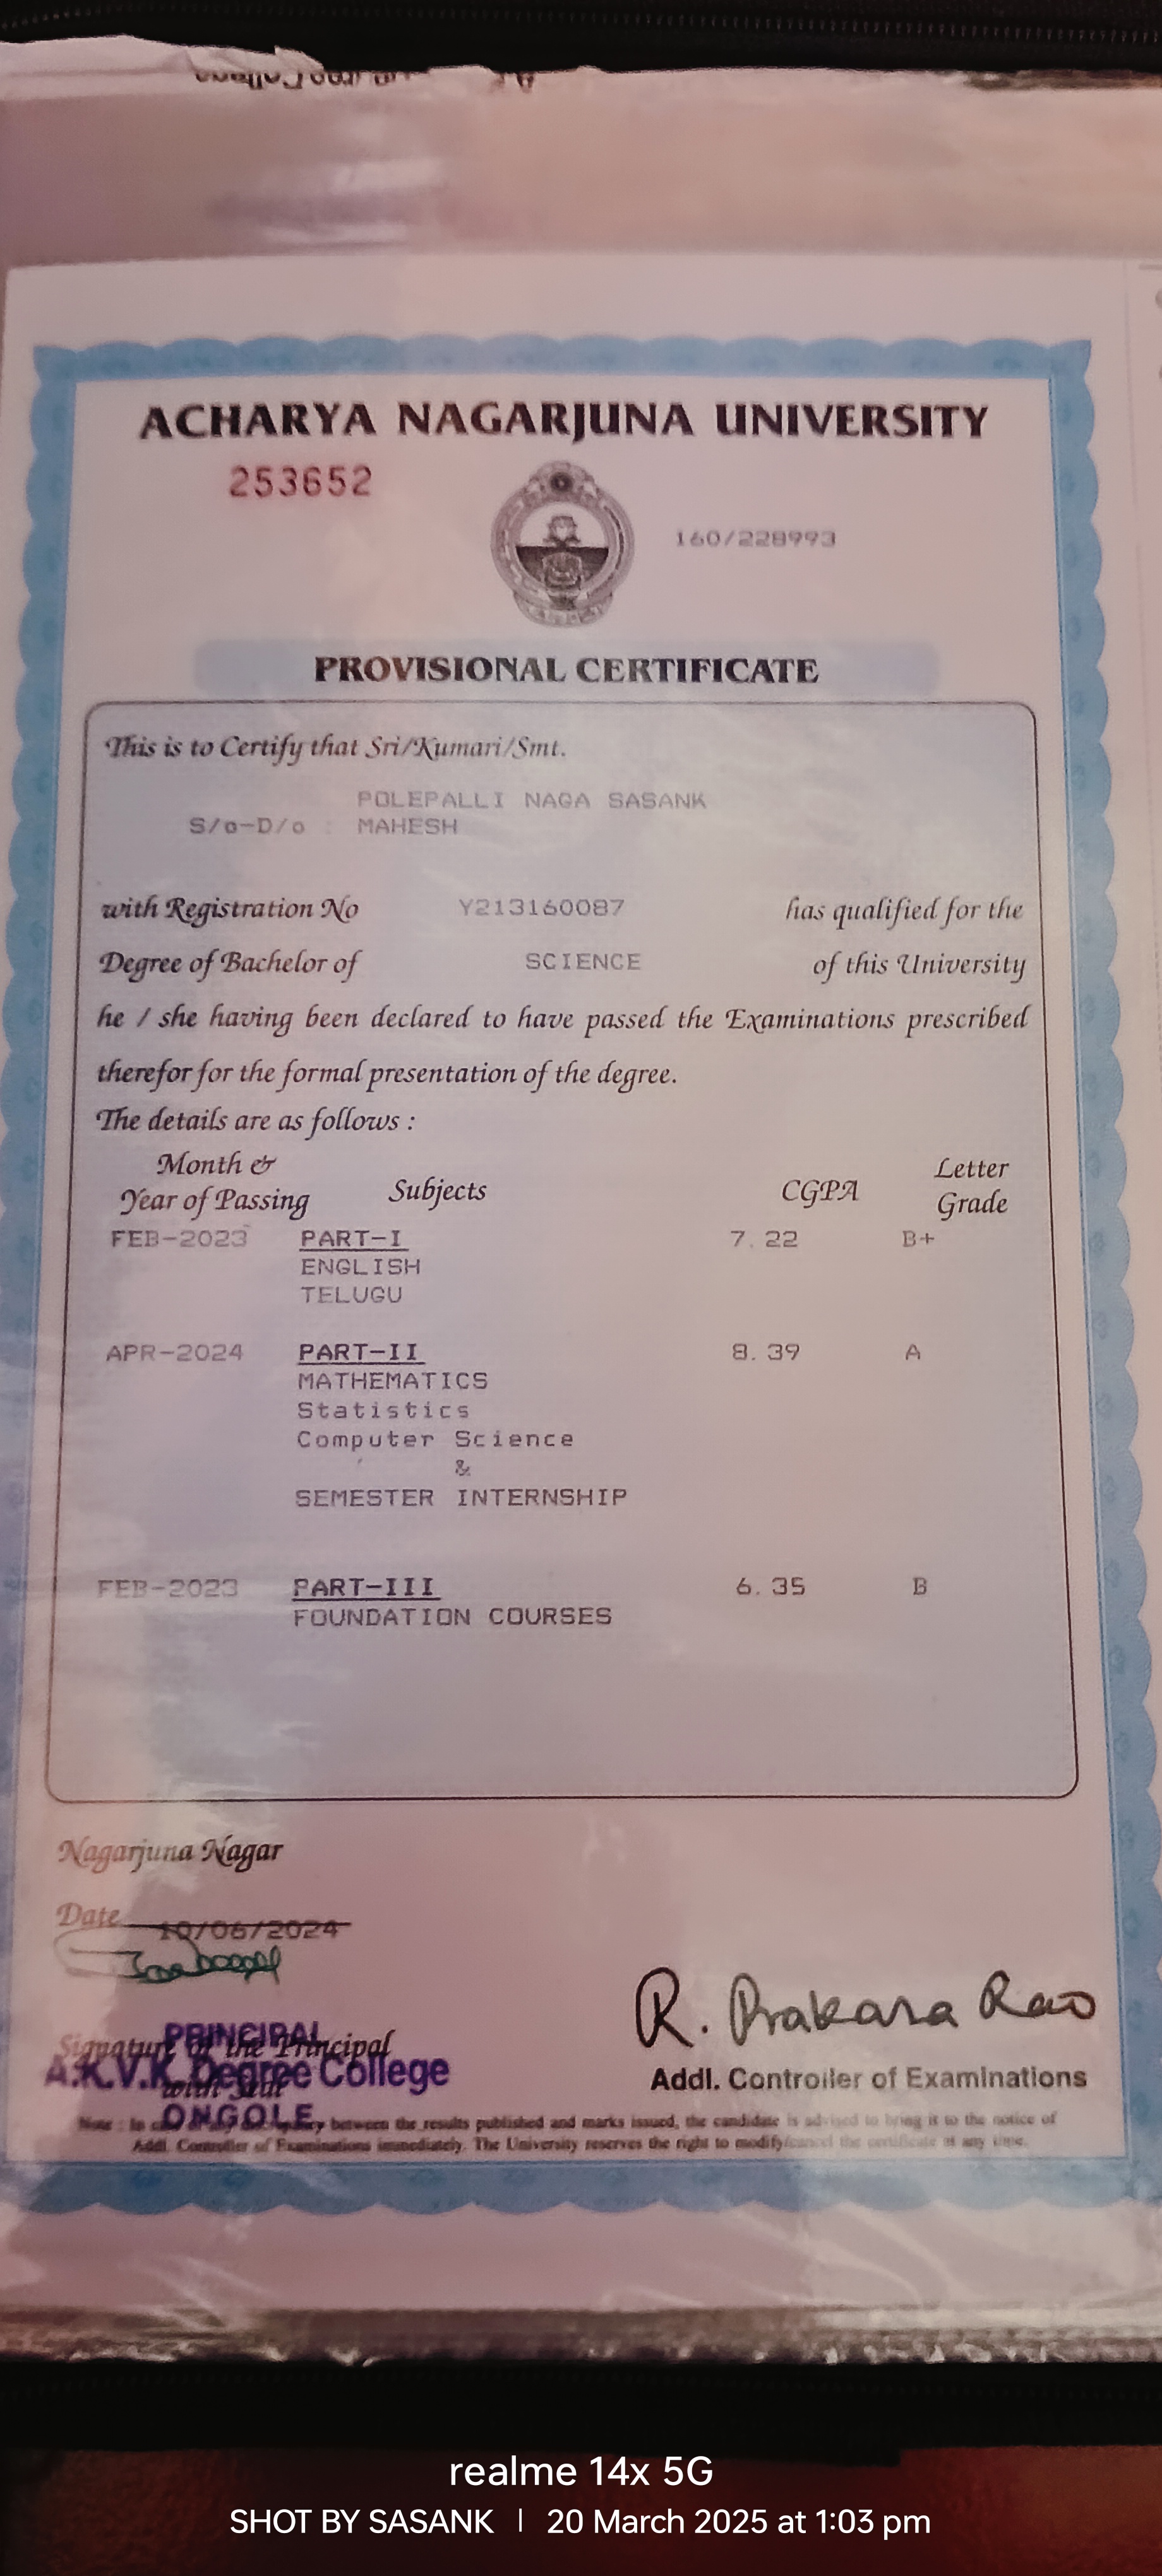 ACHARYA NAGARJUNA UNIVERSITY
253652
160/228993
PROVISIONAL CERTIFICATE
This is to Certify that Sri/Kumari/Smt.
POLEPALLI NAGA SASANK
S/o-D/o : MAHESH
with Registration No Y213160087 has qualified for the
Degree of Bachelor of SCIENCE of this University
he / she having been declared to have passed the Examinations prescribed
therefor for the formal presentation of the degree.
The details are as follows :
Month &
Year of Passing Subjects CGPA Letter
Grade
FEB-2023 PART-I 7.22 B+
ENGLISH
TELUGU
APR-2024 PART-II 8.39 A
MATHEMATICS
Statistics
Computer Science
&
SEMESTER INTERNSHIP
FEB-2023 PART-III 6.35 B
FOUNDATION COURSES
Nagarjuna Nagar
Date 10/06/2024
R. Prakasa Rao
Addl. Controller of Examinations
Signature of the Principal
with Seal
PRINCIPAL
A.K.V.K. Degree College
ONGOLE
Note : In case of any between the results published and marks issued, the candidate is advised to bring it to the notice of
Addl. Controller of Examinations immediately. The University reserves the right to modify/cancel the certificate at any time.
realme 14x 5G
SHOT BY SASANK | 20 March 2025 at 1:03 pm